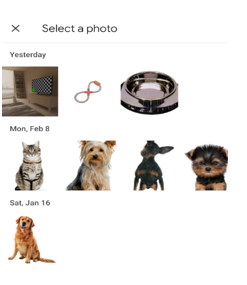 Select a photo
Yesterday
Mon, Feb 8
Sat, Jan 16